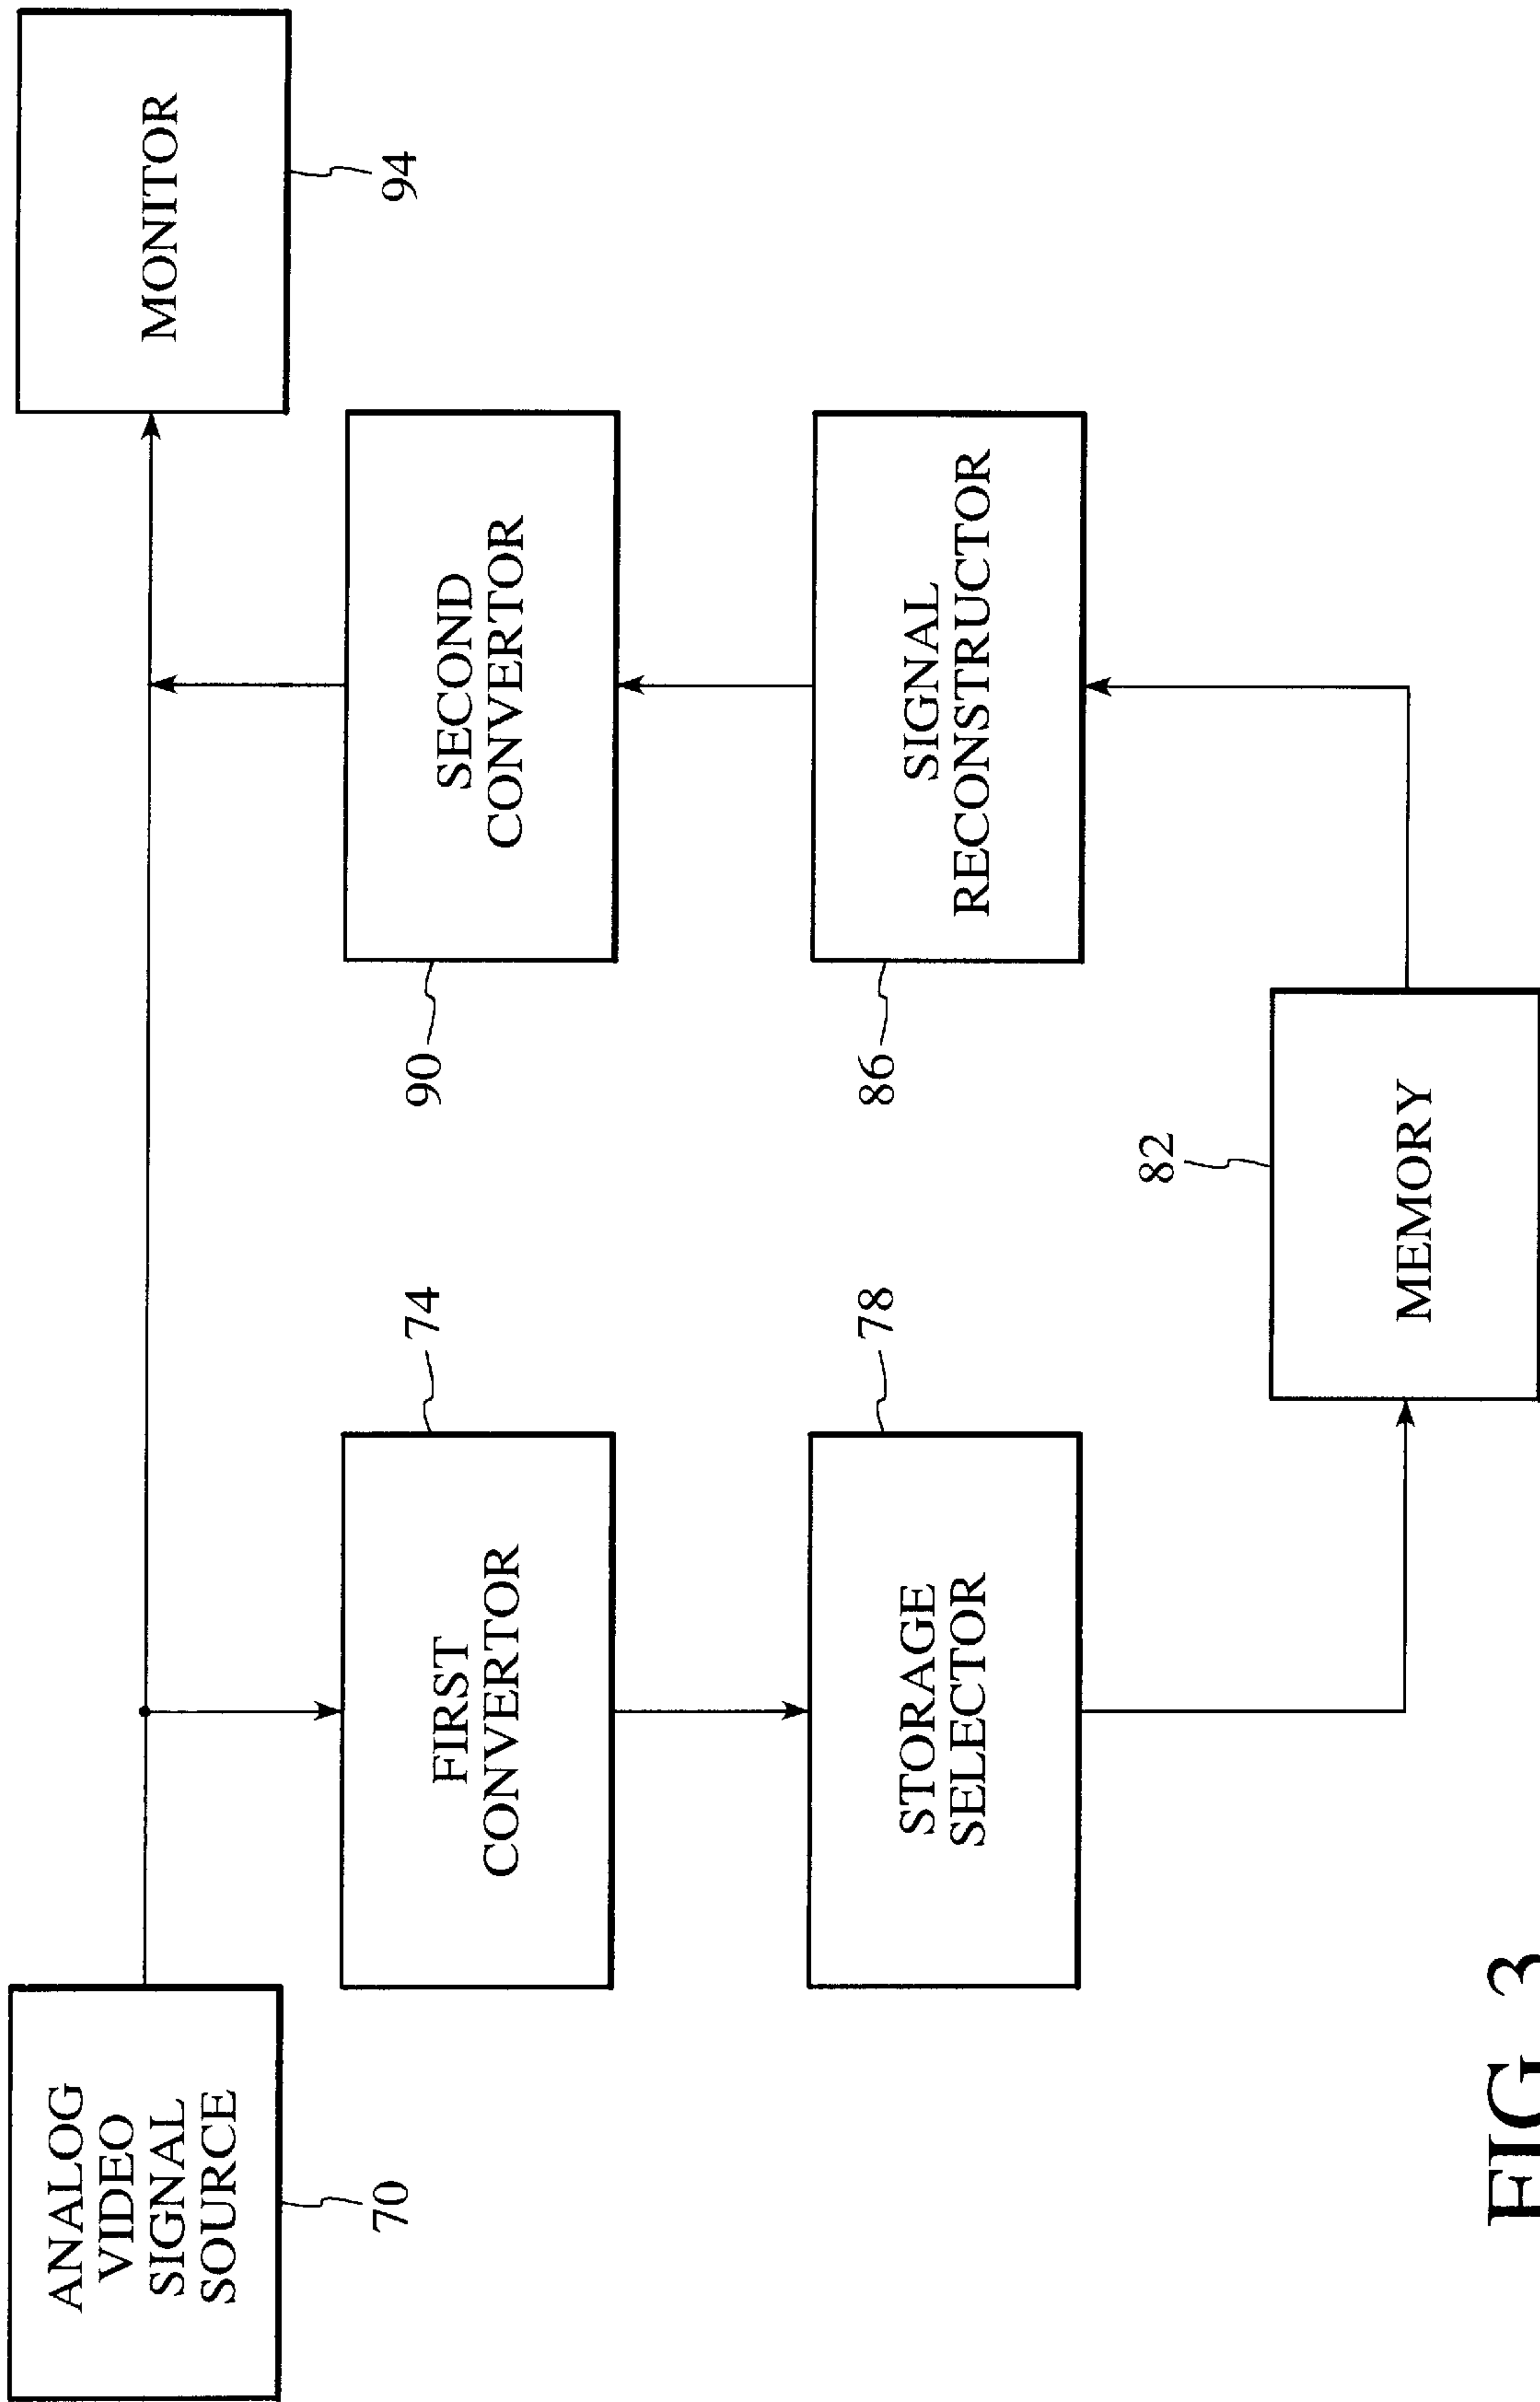 ANALOG
VIDEO
SIGNAL
SOURCE
70
MONITOR
94
FIRST
CONVERTOR
74
SECOND
CONVERTOR
90
STORAGE
SELECTOR
78
SIGNAL
RECONSTRUCTOR
86
MEMORY
82
FIG. 3